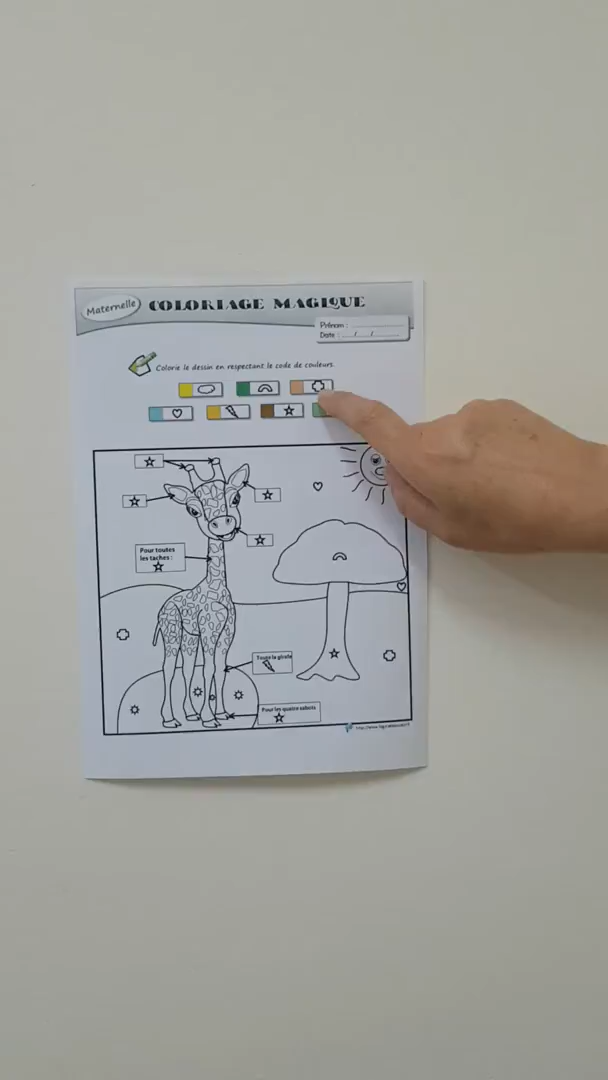 Maternelle
COLORIAGE MAGIQUE
Prénom :
Date : / /
Colorie le dessin en respectant le code de couleurs.
Pour toutes
les taches :
Toute la girafe
Pour les quatre sabots